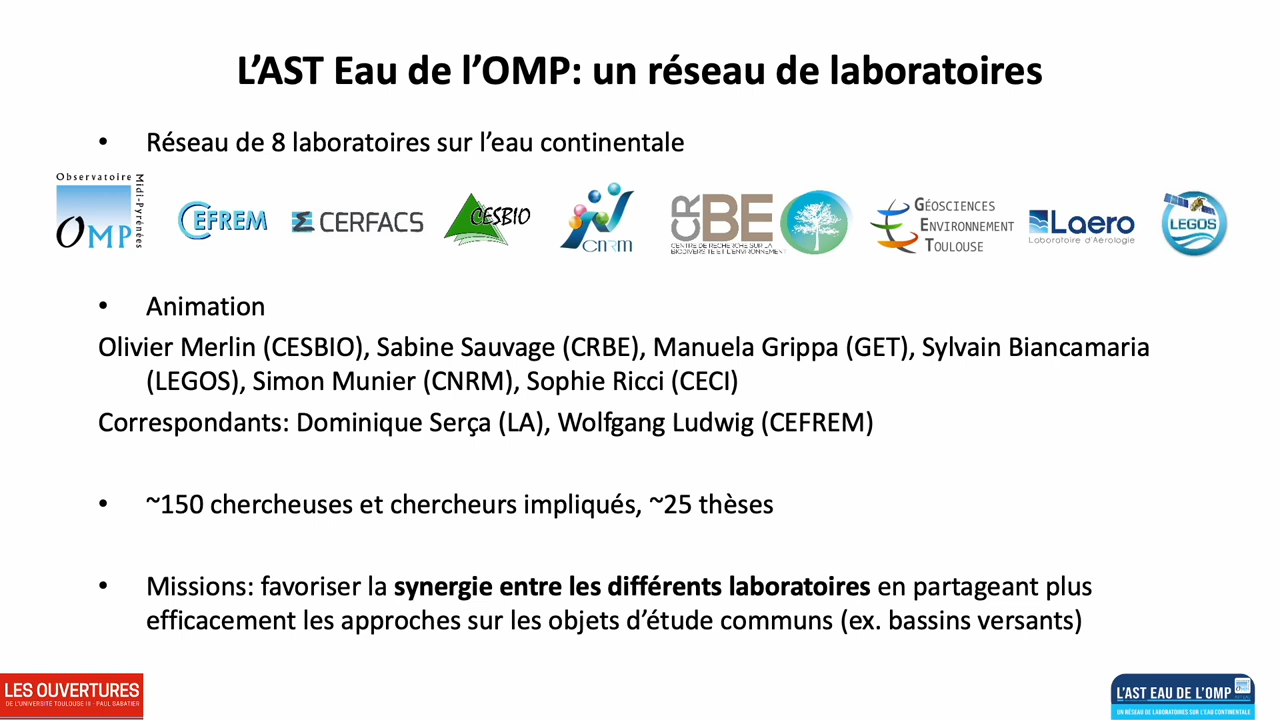 L’AST Eau de l’OMP: un réseau de laboratoires
• Réseau de 8 laboratoires sur l’eau continentale
Observatoire
Midi-Pyrénées
OMP
CEFREM
CERFACS
CESBIO
CNRM
CRBE
CENTRE DE RECHERCHE SUR LA
BIODIVERSITÉ ET L'ENVIRONNEMENT
GÉOSCIENCES
ENVIRONNEMENT
TOULOUSE
Laero
Laboratoire d'Aérologie
LEGOS
• Animation
Olivier Merlin (CESBIO), Sabine Sauvage (CRBE), Manuela Grippa (GET), Sylvain Biancamaria
(LEGOS), Simon Munier (CNRM), Sophie Ricci (CECI)
Correspondants: Dominique Serça (LA), Wolfgang Ludwig (CEFREM)
• ~150 chercheuses et chercheurs impliqués, ~25 thèses
• Missions: favoriser la synergie entre les différents laboratoires en partageant plus
efficacement les approches sur les objets d’étude communs (ex. bassins versants)
LES OUVERTURES
DE L'UNIVERSITÉ TOULOUSE III - PAUL SABATIER
L'AST EAU DE L'OMP
UN RÉSEAU DE LABORATOIRES SUR L'EAU CONTINENTALE